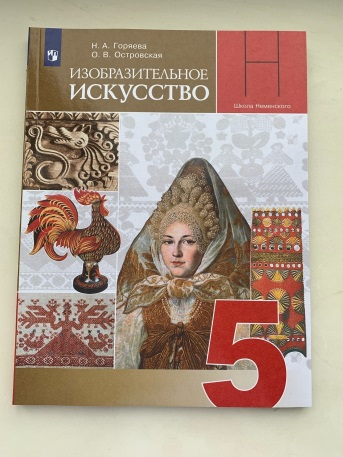 Н. А. Горяева
О. В. Островская
ИЗОБРАЗИТЕЛЬНОЕ
ИСКУССТВО
Н
Школа Неменского
5